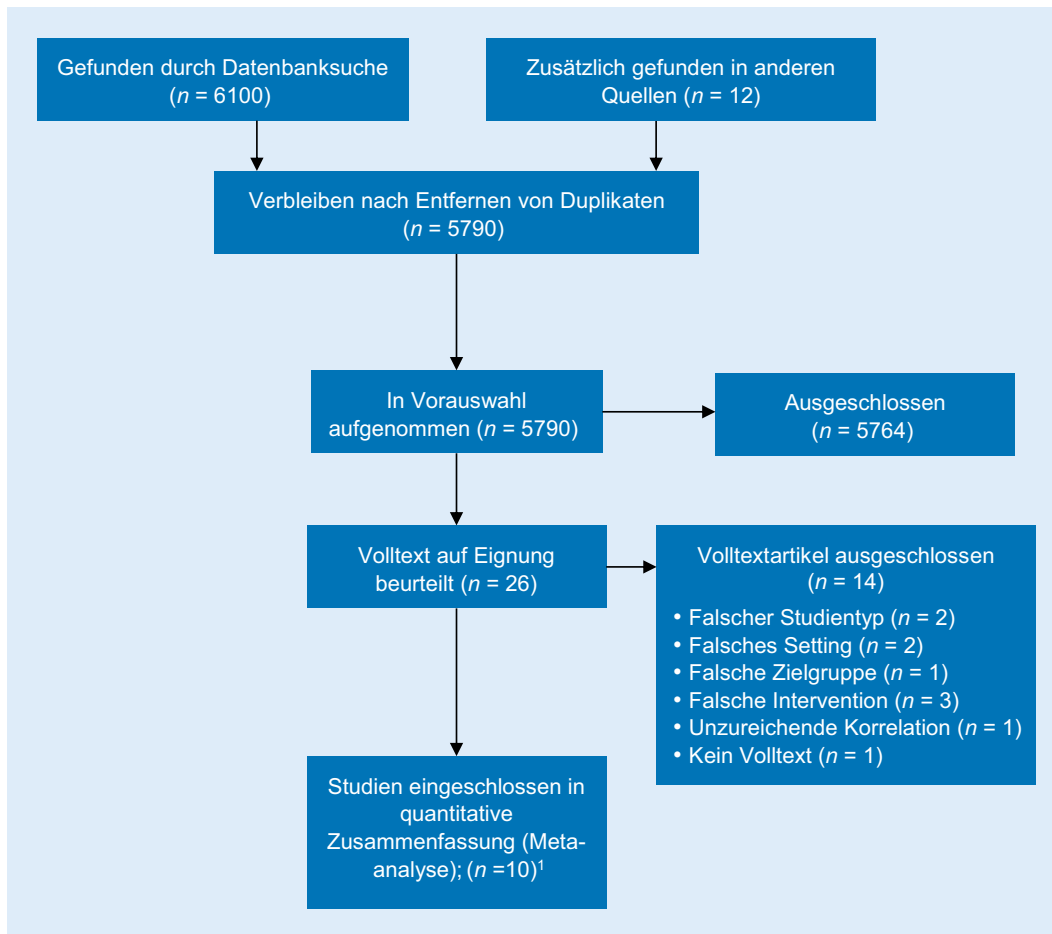 Gefunden durch Datenbanksuche
(n = 6100)
Zusätzlich gefunden in anderen
Quellen (n = 12)
Verbleiben nach Entfernen von Duplikaten
(n = 5790)
In Vorauswahl
aufgenommen (n = 5790)
Ausgeschlossen
(n = 5764)
Volltext auf Eignung
beurteilt (n = 26)
Volltextartikel ausgeschlossen
(n = 14)
• Falscher Studientyp (n = 2)
• Falsches Setting (n = 2)
• Falsche Zielgruppe (n = 1)
• Falsche Intervention (n = 3)
• Unzureichende Korrelation (n = 1)
• Kein Volltext (n = 1)
Studien eingeschlossen in
quantitative
Zusammenfassung (Meta-
analyse); (n =10)¹